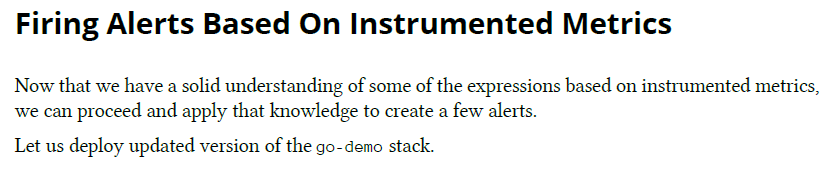 Firing Alerts Based On Instrumented Metrics
Now that we have a solid understanding of some of the expressions based on instrumented metrics,
we can proceed and apply that knowledge to create a few alerts.
Let us deploy updated version of the go-demo stack.